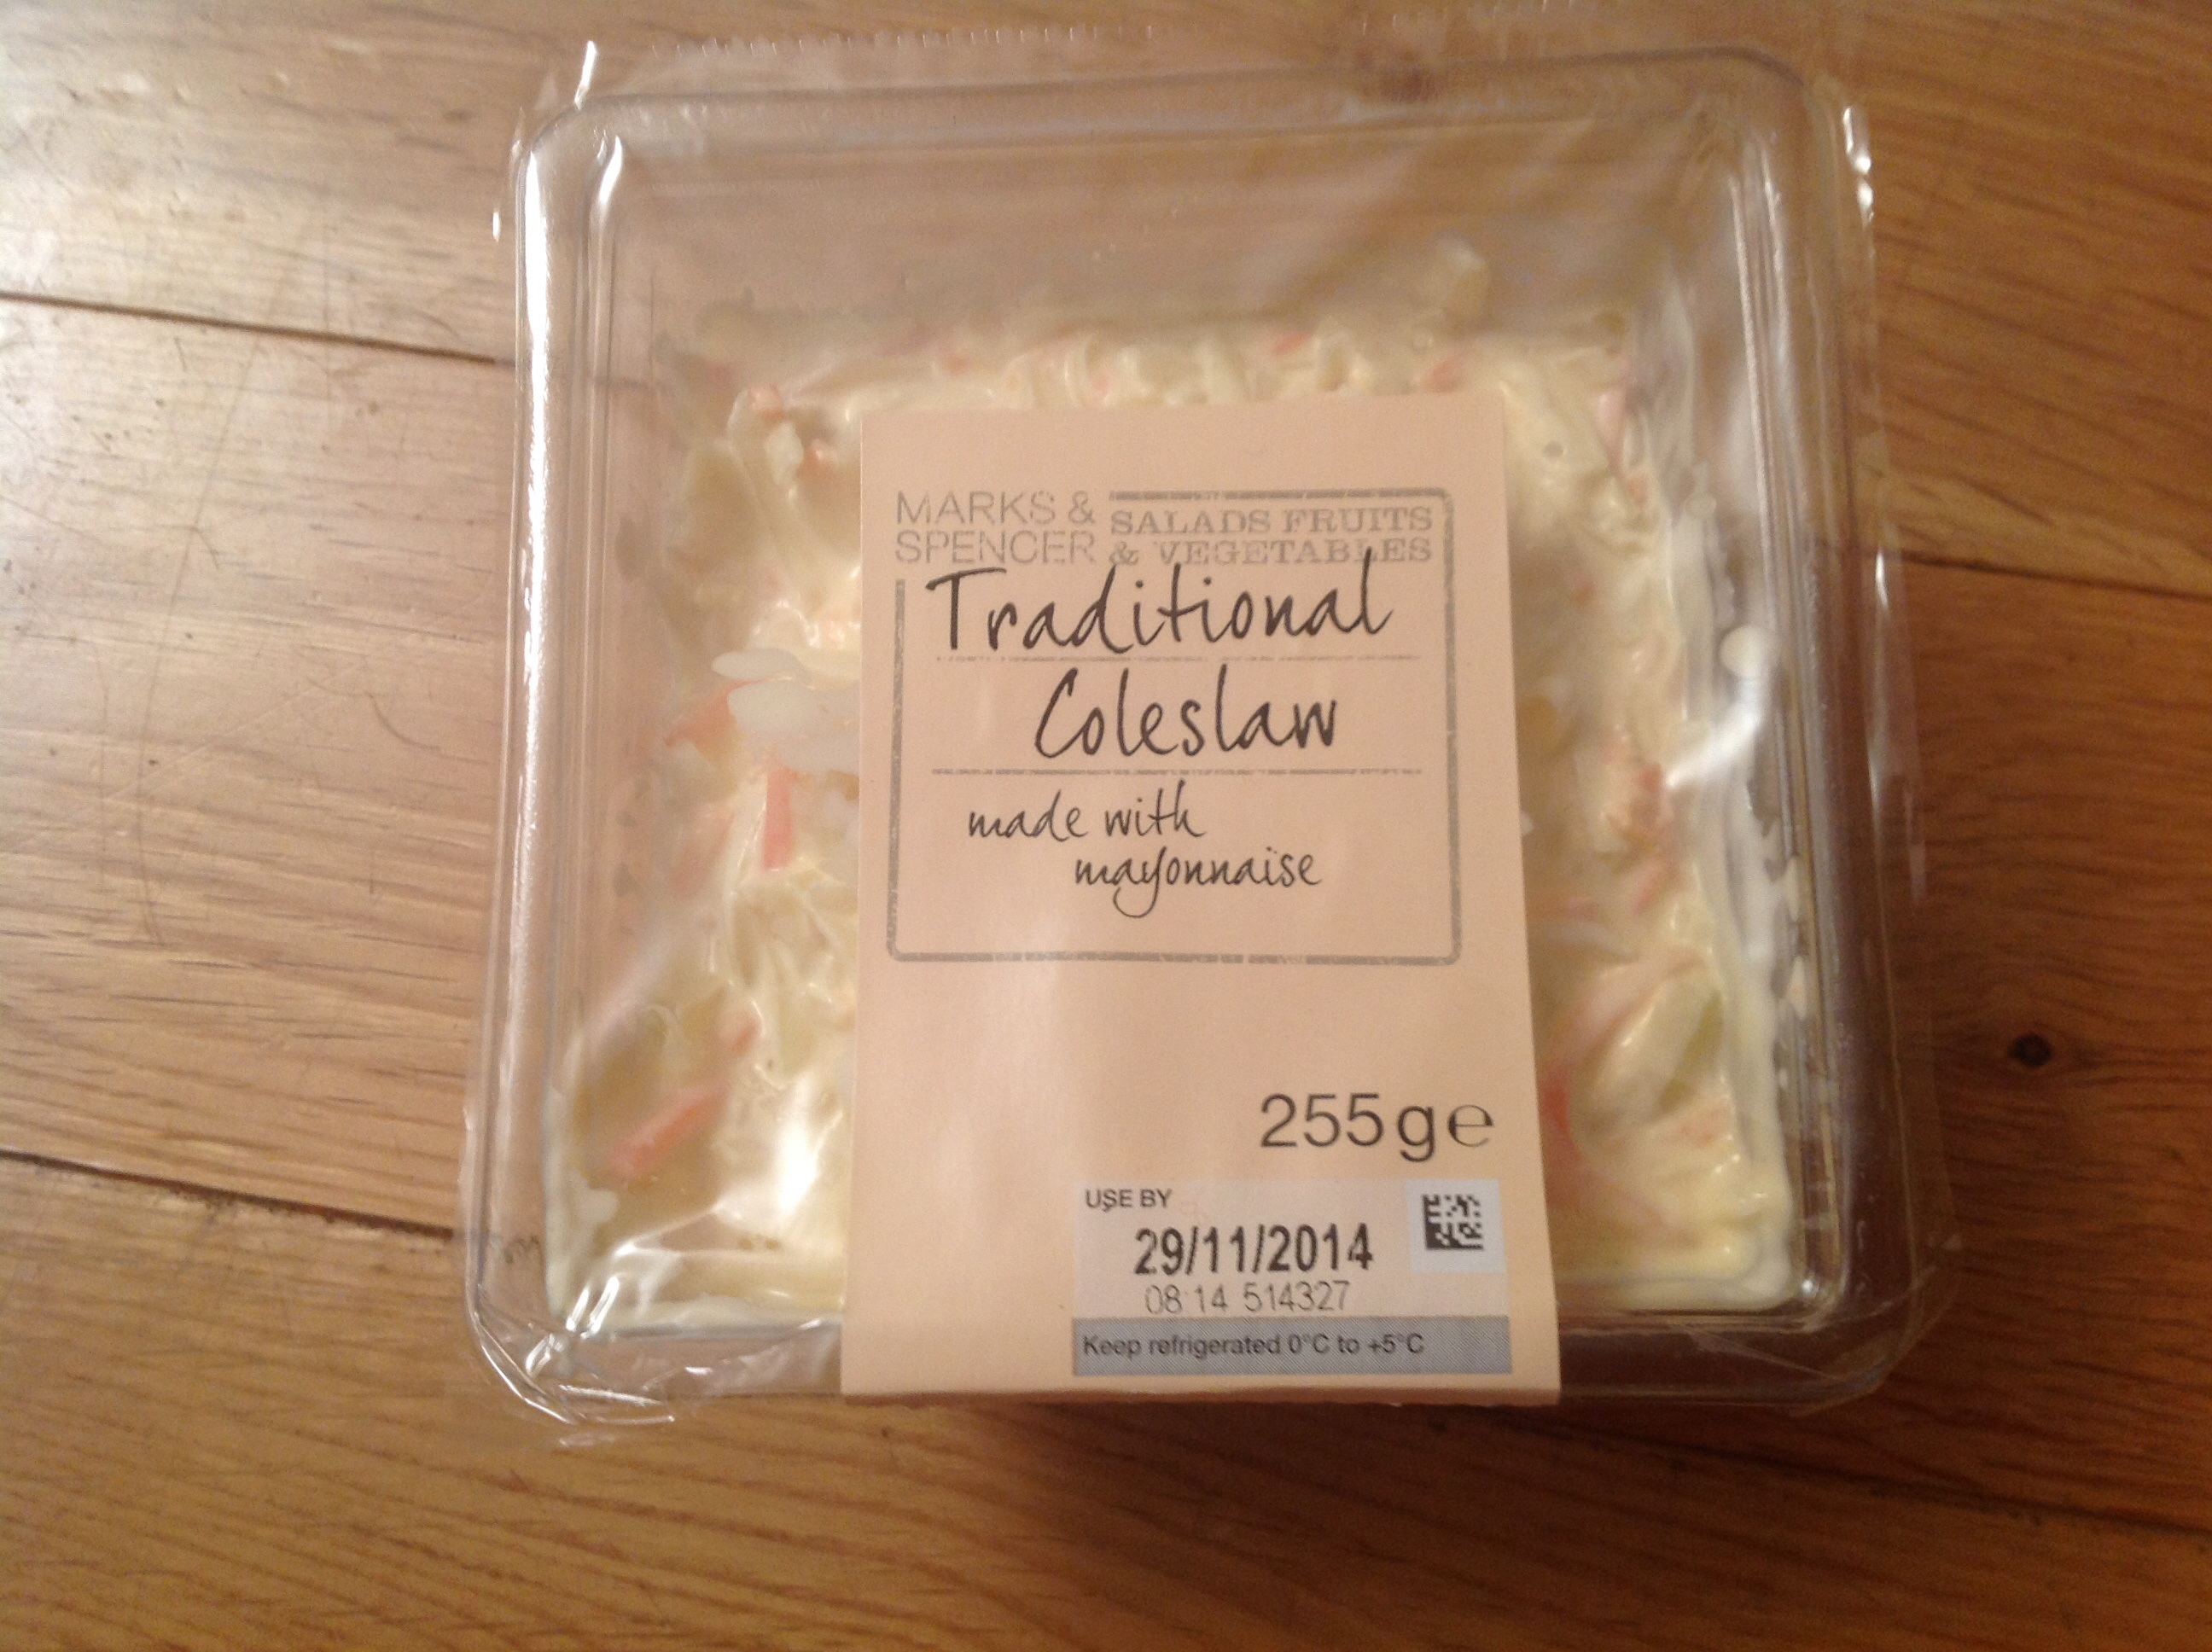 MARKS &
SPENCER
SALADS FRUITS
& VEGETABLES
Traditional
Coleslaw
made with
mayonnaise
255g℮
USE BY
29/11/2014
08 14 514327
Keep refrigerated 0°C to +5°C